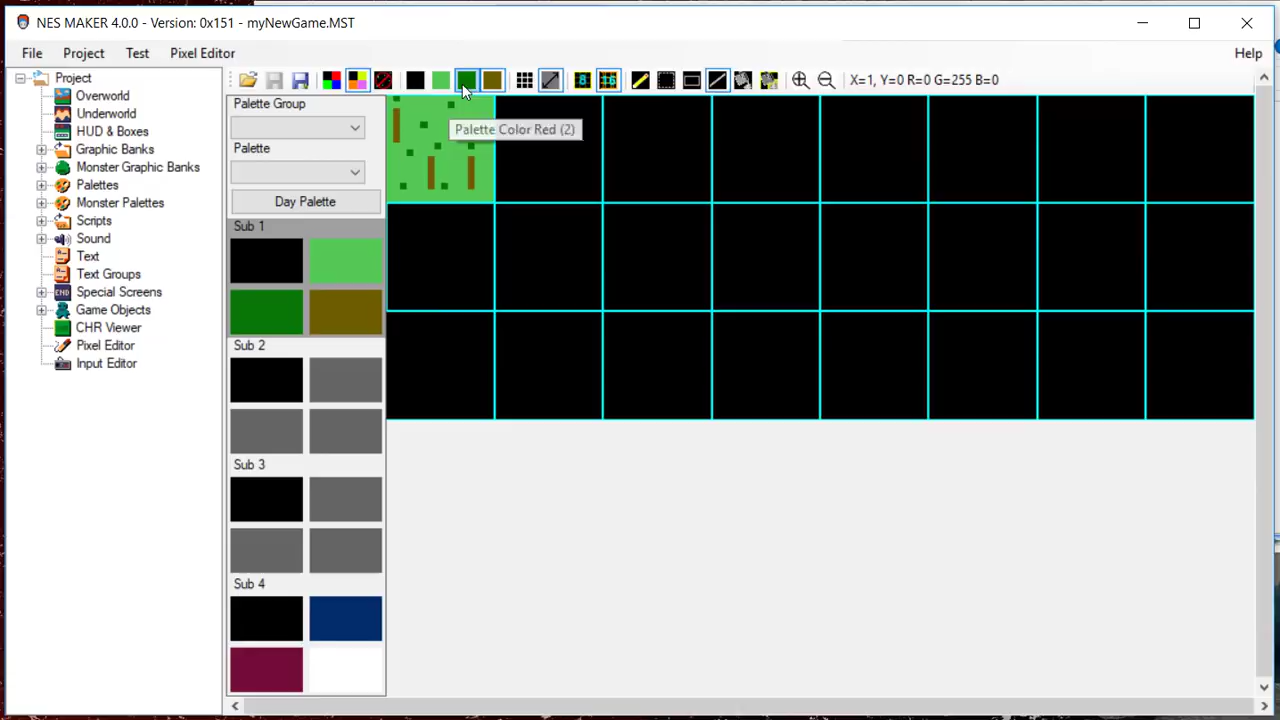 NES MAKER 4.0.0 - Version: 0x151 - myNewGame.MST
File Project Test Pixel Editor Help
Project
Overworld
Underworld
HUD & Boxes
Graphic Banks
Monster Graphic Banks
Palettes
Monster Palettes
Scripts
Sound
Text
Text Groups
Special Screens
Game Objects
CHR Viewer
Pixel Editor
Input Editor
8 16 X=1, Y=0 R=0 G=255 B=0
Palette Group
Palette
Day Palette
Sub 1
Sub 2
Sub 3
Sub 4
Palette Color Red (2)
END